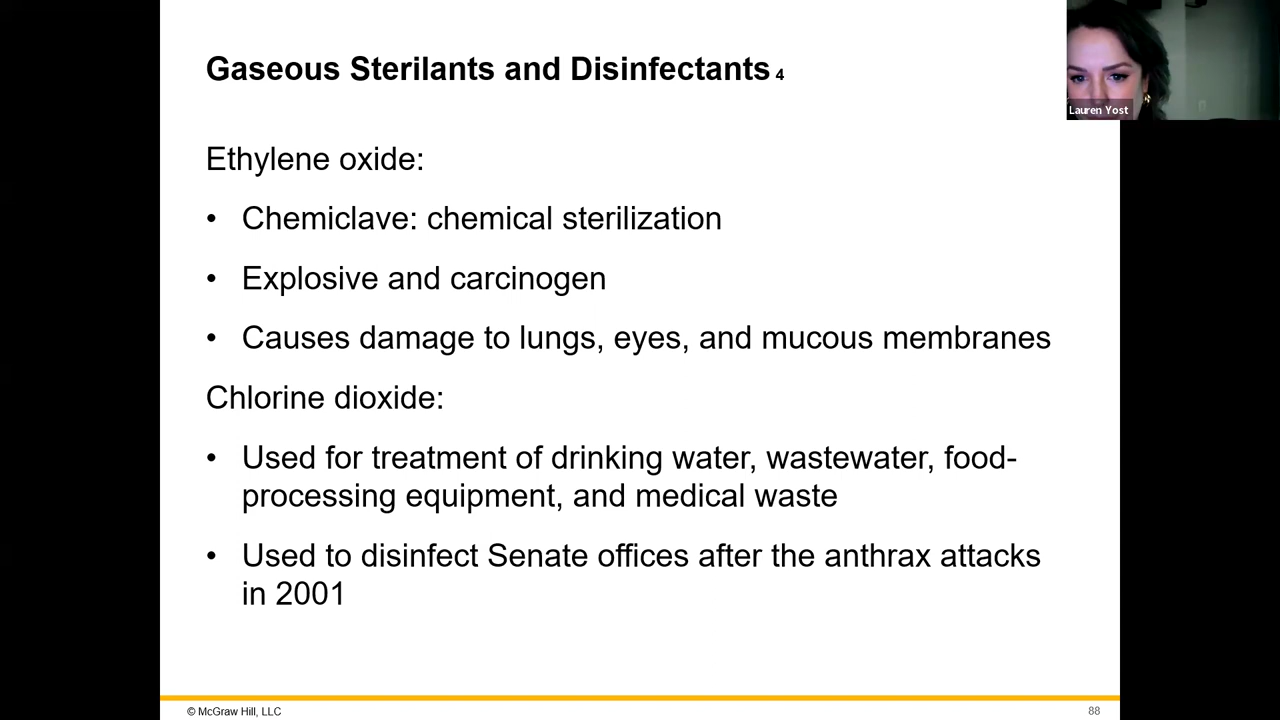 Gaseous Sterilants and Disinfectants 4
Lauren Yost
Ethylene oxide:
• Chemiclave: chemical sterilization
• Explosive and carcinogen
• Causes damage to lungs, eyes, and mucous membranes
Chlorine dioxide:
• Used for treatment of drinking water, wastewater, food-
processing equipment, and medical waste
• Used to disinfect Senate offices after the anthrax attacks
in 2001
© McGraw Hill, LLC
88